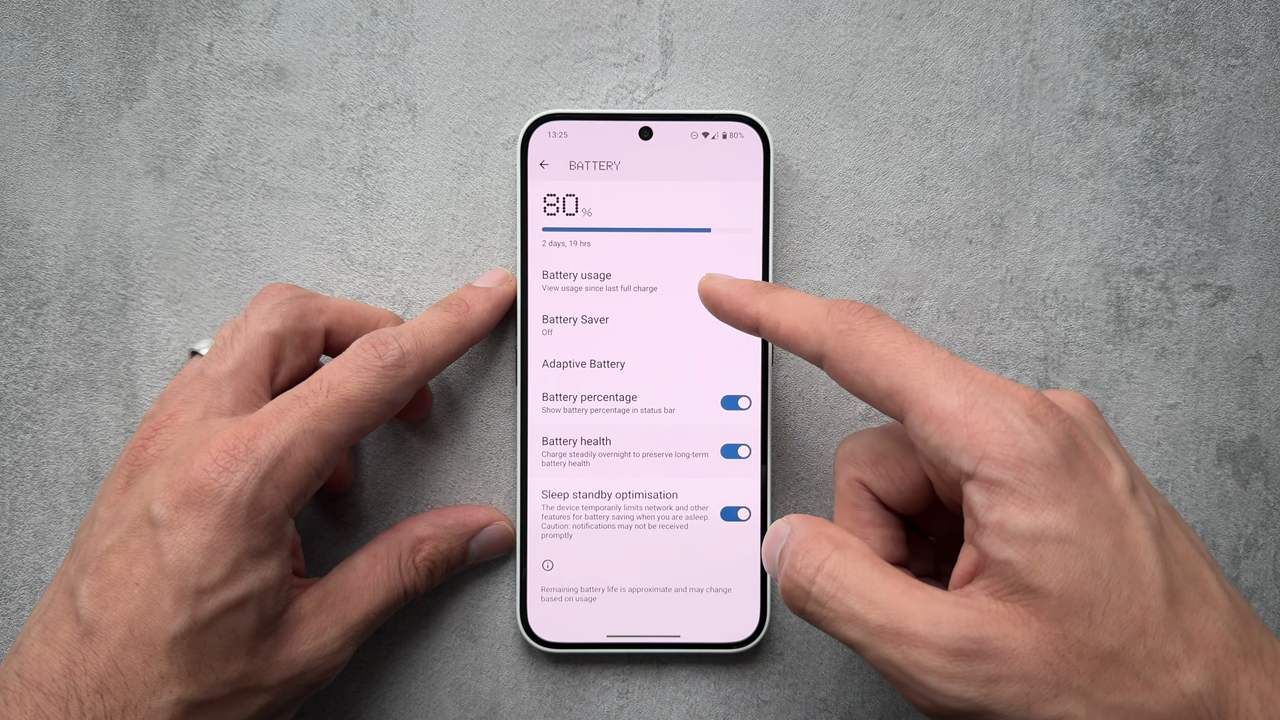 13:25
80%
BATTERY
80%
2 days, 19 hrs
Battery usage
View usage since last full charge
Battery Saver
Off
Adaptive Battery
Battery percentage
Show battery percentage in status bar
Battery health
Charge steadily overnight to preserve long-term
battery health
Sleep standby optimisation
The device temporarily limits network and other
features for battery saving when you are asleep.
Caution: notifications may not be received
promptly
Remaining battery life is approximate and may change
based on usage